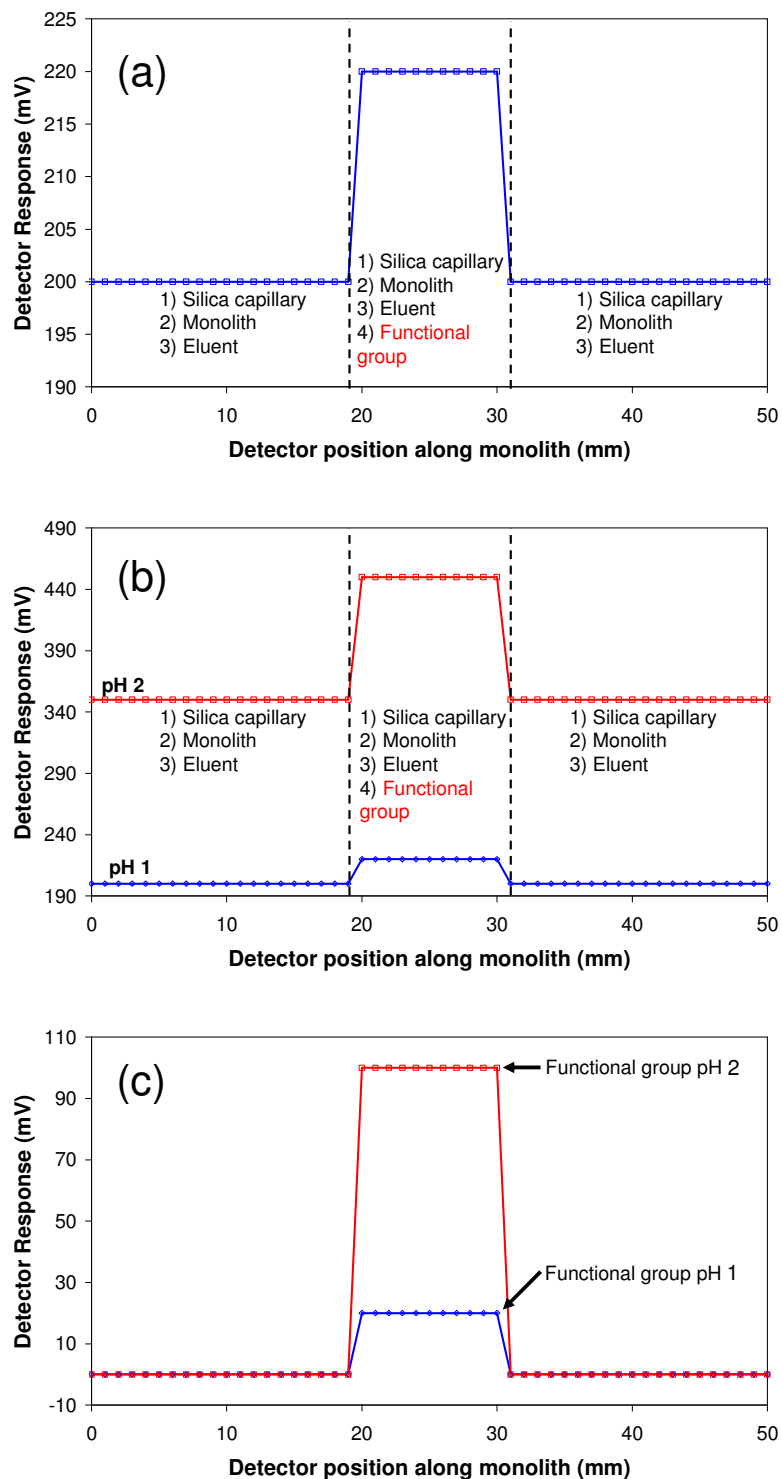 (a)
Detector Response (mV)
225
220
215
210
205
200
195
190
1) Silica capillary
2) Monolith
3) Eluent
1) Silica capillary
2) Monolith
3) Eluent
4) Functional
group
1) Silica capillary
2) Monolith
3) Eluent
0 10 20 30 40 50
Detector position along monolith (mm)
(b)
Detector Response (mV)
490
440
390
340
290
240
190
pH 2
1) Silica capillary
2) Monolith
3) Eluent
1) Silica capillary
2) Monolith
3) Eluent
4) Functional
group
1) Silica capillary
2) Monolith
3) Eluent
pH 1
0 10 20 30 40 50
Detector position along monolith (mm)
(c)
Detector Response (mV)
110
90
70
50
30
10
-10
Functional group pH 2
Functional group pH 1
0 10 20 30 40 50
Detector position along monolith (mm)